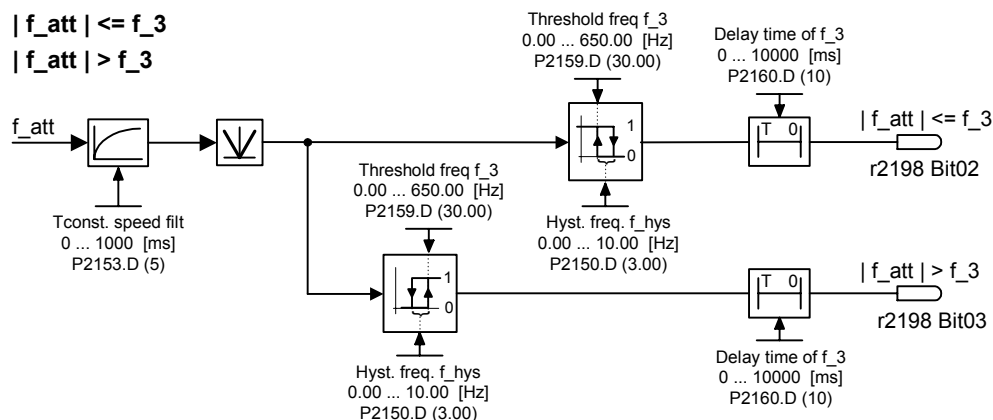 | f_att | <= f_3
| f_att | > f_3
Threshold freq f_3
0.00 ... 650.00 [Hz]
P2159.D (30.00)
Delay time of f_3
0 ... 10000 [ms]
P2160.D (10)
f_att
1
0
T 0
| f_att | <= f_3
r2198 Bit02
Threshold freq f_3
0.00 ... 650.00 [Hz]
P2159.D (30.00)
Tconst. speed filt
0 ... 1000 [ms]
P2153.D (5)
Hyst. freq. f_hys
0.00 ... 10.00 [Hz]
P2150.D (3.00)
1
0
T 0
| f_att | > f_3
r2198 Bit03
Hyst. freq. f_hys
0.00 ... 10.00 [Hz]
P2150.D (3.00)
Delay time of f_3
0 ... 10000 [ms]
P2160.D (10)